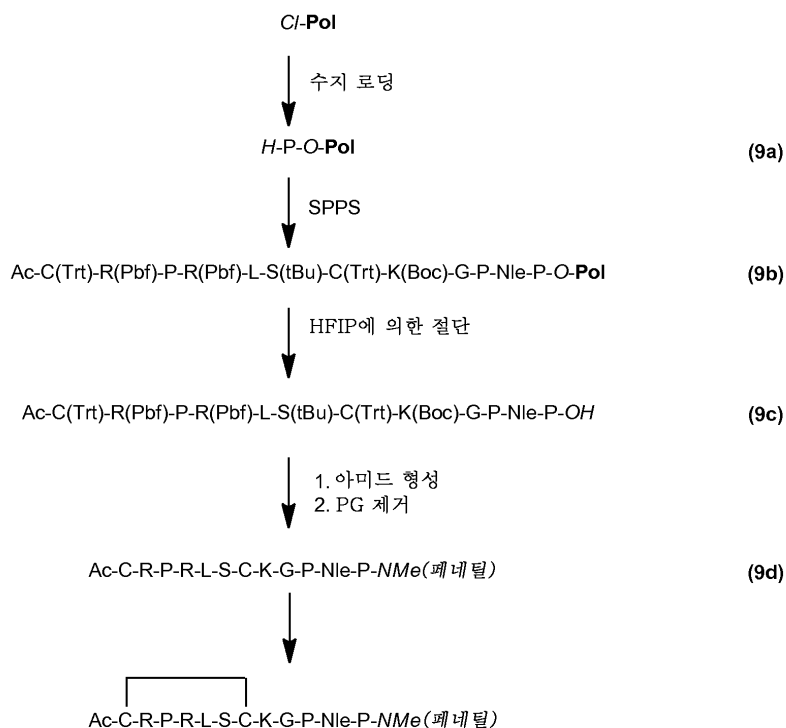 Cl-Pol
수지 로딩
H-P-O-Pol (9a)
SPPS
Ac-C(Trt)-R(Pbf)-P-R(Pbf)-L-S(tBu)-C(Trt)-K(Boc)-G-P-Nle-P-O-Pol (9b)
HFIP에 의한 절단
Ac-C(Trt)-R(Pbf)-P-R(Pbf)-L-S(tBu)-C(Trt)-K(Boc)-G-P-Nle-P-OH (9c)
1. 아미드 형성
2. PG 제거
Ac-C-R-P-R-L-S-C-K-G-P-Nle-P-NMe(페네틸) (9d)
Ac-C-R-P-R-L-S-C-K-G-P-Nle-P-NMe(페네틸)